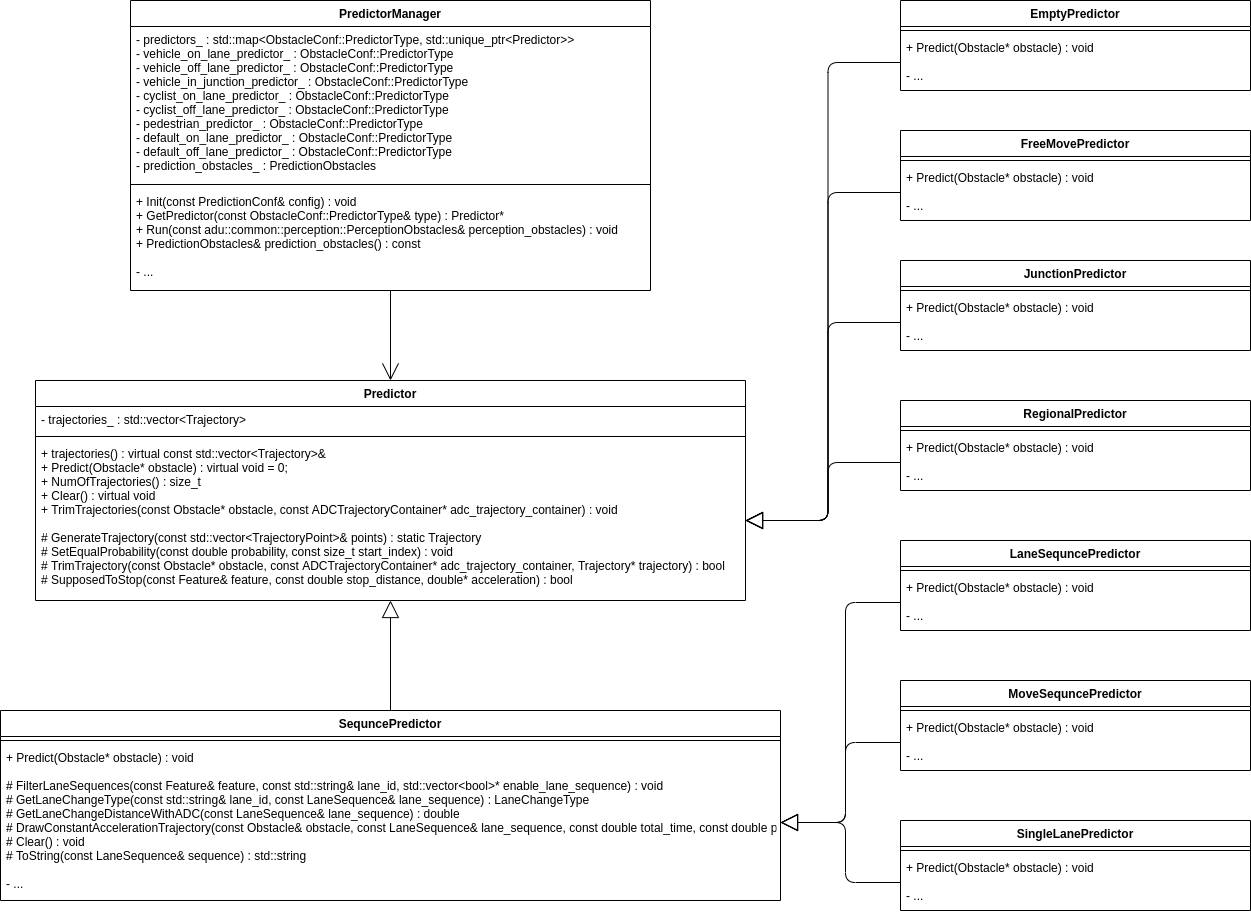 PredictorManager
- predictors_ : std::map<ObstacleConf::PredictorType, std::unique_ptr<Predictor>>
- vehicle_on_lane_predictor_ : ObstacleConf::PredictorType
- vehicle_off_lane_predictor_ : ObstacleConf::PredictorType
- vehicle_in_junction_predictor_ : ObstacleConf::PredictorType
- cyclist_on_lane_predictor_ : ObstacleConf::PredictorType
- cyclist_off_lane_predictor_ : ObstacleConf::PredictorType
- pedestrian_predictor_ : ObstacleConf::PredictorType
- default_on_lane_predictor_ : ObstacleConf::PredictorType
- default_off_lane_predictor_ : ObstacleConf::PredictorType
- prediction_obstacles_ : PredictionObstacles
+ Init(const PredictionConf& config) : void
+ GetPredictor(const ObstacleConf::PredictorType& type) : Predictor*
+ Run(const adu::common::perception::PerceptionObstacles& perception_obstacles) : void
+ PredictionObstacles& prediction_obstacles() : const
- ...
Predictor
- trajectories_ : std::vector<Trajectory>
+ trajectories() : virtual const std::vector<Trajectory>&
+ Predict(Obstacle* obstacle) : virtual void = 0;
+ NumOfTrajectories() : size_t
+ Clear() : virtual void
+ TrimTrajectories(const Obstacle* obstacle, const ADCTrajectoryContainer* adc_trajectory_container) : void
# GenerateTrajectory(const std::vector<TrajectoryPoint>& points) : static Trajectory
# SetEqualProbability(const double probability, const size_t start_index) : void
# TrimTrajectory(const Obstacle* obstacle, const ADCTrajectoryContainer* adc_trajectory_container, Trajectory* trajectory) : bool
# SupposedToStop(const Feature& feature, const double stop_distance, double* acceleration) : bool
SequncePredictor
+ Predict(Obstacle* obstacle) : void
# FilterLaneSequences(const Feature& feature, const std::string& lane_id, std::vector<bool>* enable_lane_sequence) : void
# GetLaneChangeType(const std::string& lane_id, const LaneSequence& lane_sequence) : LaneChangeType
# GetLaneChangeDistanceWithADC(const LaneSequence& lane_sequence) : double
# DrawConstantAccelerationTrajectory(const Obstacle& obstacle, const LaneSequence& lane_sequence, const double total_time, const double p
# Clear() : void
# ToString(const LaneSequence& sequence) : std::string
- ...
EmptyPredictor
+ Predict(Obstacle* obstacle) : void
- ...
FreeMovePredictor
+ Predict(Obstacle* obstacle) : void
- ...
JunctionPredictor
+ Predict(Obstacle* obstacle) : void
- ...
RegionalPredictor
+ Predict(Obstacle* obstacle) : void
- ...
LaneSequncePredictor
+ Predict(Obstacle* obstacle) : void
- ...
MoveSequncePredictor
+ Predict(Obstacle* obstacle) : void
- ...
SingleLanePredictor
+ Predict(Obstacle* obstacle) : void
- ...